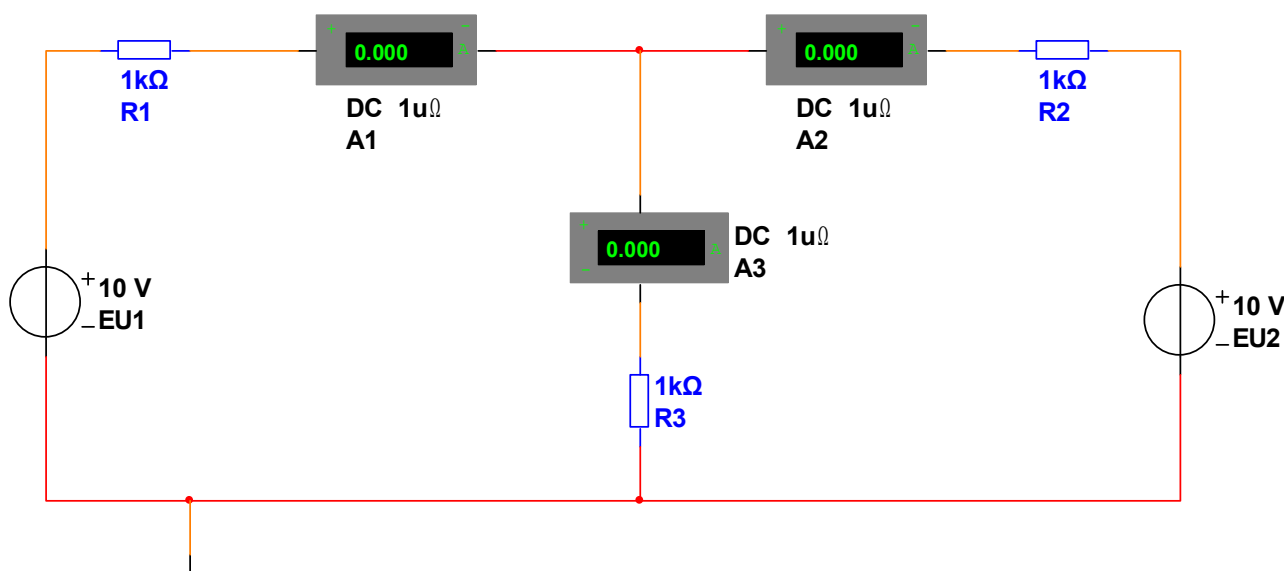 1kΩ
R1
+
−
0.000
A
DC 1uΩ
A1
+
−
0.000
A
DC 1uΩ
A2
1kΩ
R2
+
−
0.000
A
DC 1uΩ
A3
+
10 V
−
EU1
1kΩ
R3
+
10 V
−
EU2